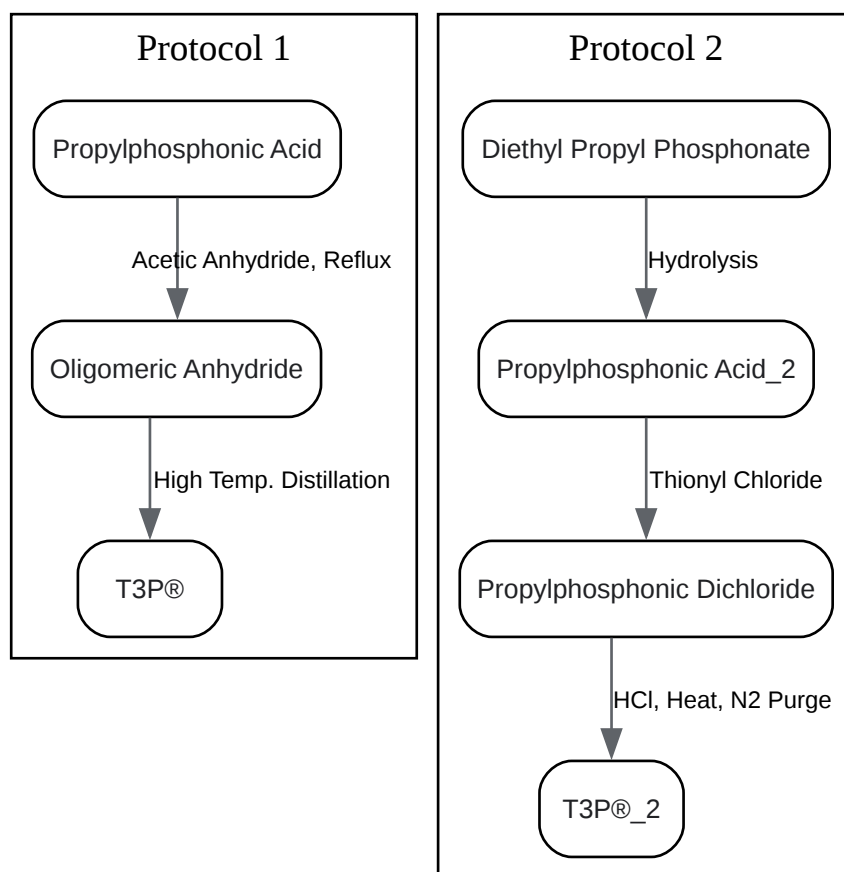 Protocol 1
Propylphosphonic Acid
Acetic Anhydride, Reflux
Oligomeric Anhydride
High Temp. Distillation
T3P®
Protocol 2
Diethyl Propyl Phosphonate
Hydrolysis
Propylphosphonic Acid_2
Thionyl Chloride
Propylphosphonic Dichloride
HCl, Heat, N2 Purge
T3P®_2